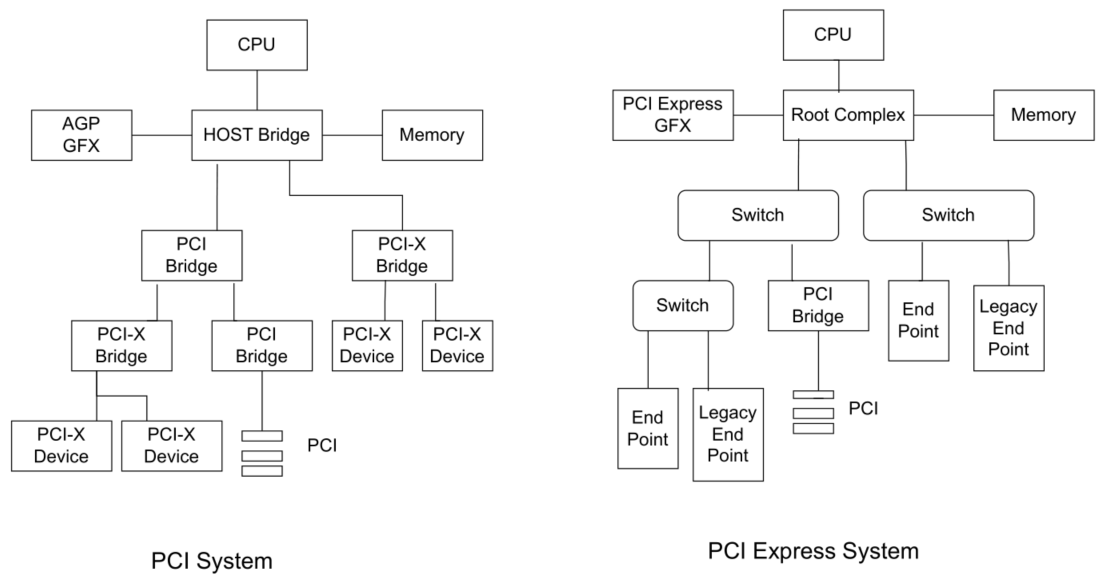 CPU
AGP
GFX
HOST Bridge
Memory
PCI
Bridge
PCI-X
Bridge
PCI-X
Bridge
PCI
Bridge
PCI-X
Device
PCI-X
Device
PCI-X
Device
PCI-X
Device
PCI
PCI System
CPU
PCI Express
GFX
Root Complex
Memory
Switch
Switch
Switch
PCI
Bridge
End
Point
Legacy
End
Point
End
Point
Legacy
End
Point
PCI
PCI Express System